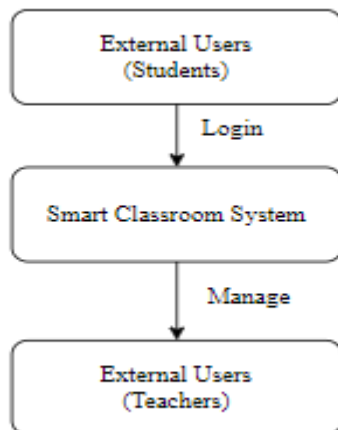 External Users
(Students)
Login
Smart Classroom System
Manage
External Users
(Teachers)